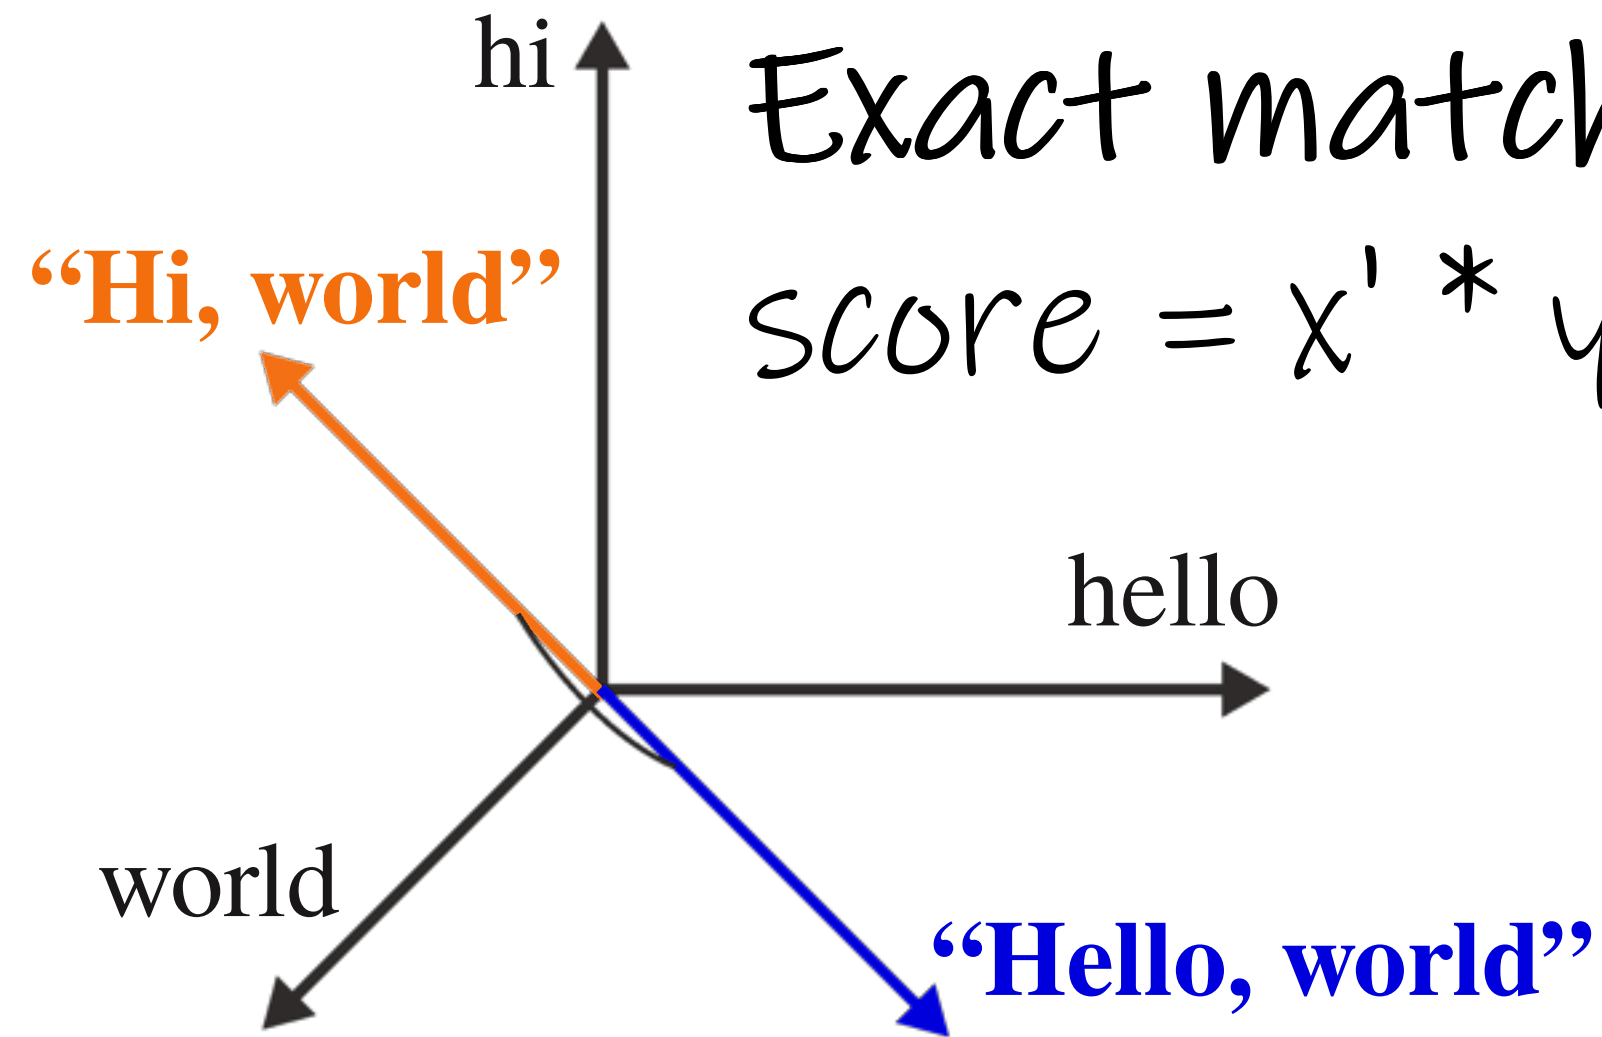 hi
Exact match
score = x' * y
“Hi, world”
hello
world
“Hello, world”